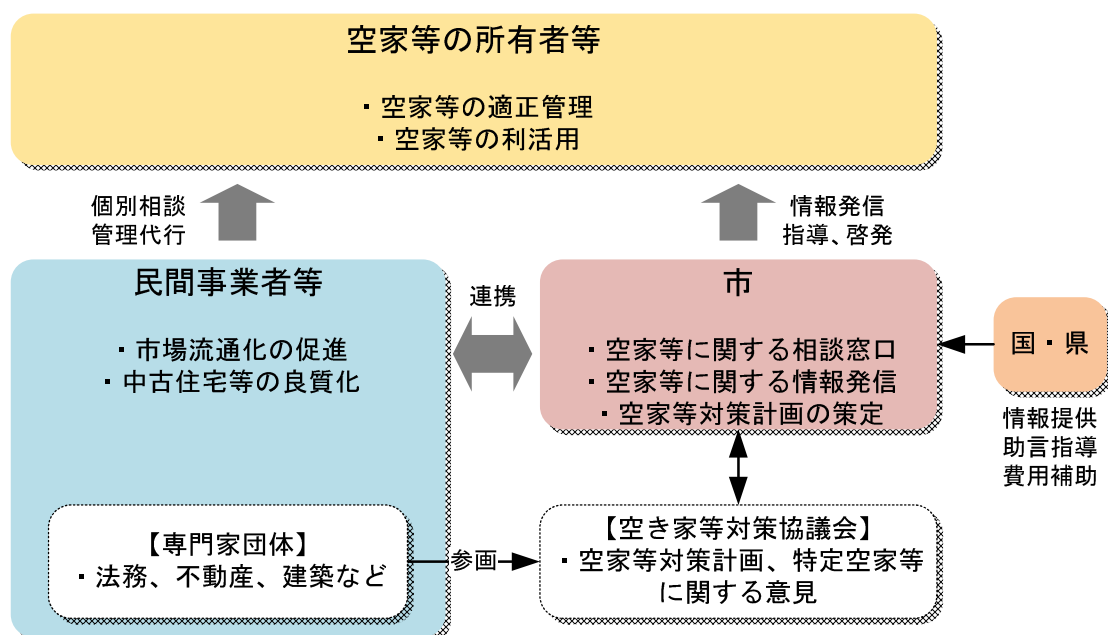 空家等の所有者等
・空家等の適正管理
・空家等の利活用
個別相談
管理代行
情報発信
指導、啓発
民間事業者等
・市場流通化の促進
・中古住宅等の良質化
連携
市
・空家等に関する相談窓口
・空家等に関する情報発信
・空家等対策計画の策定
国・県
情報提供
助言指導
費用補助
【専門家団体】
・法務、不動産、建築など
参画
【空き家等対策協議会】
・空家等対策計画、特定空家等
に関する意見